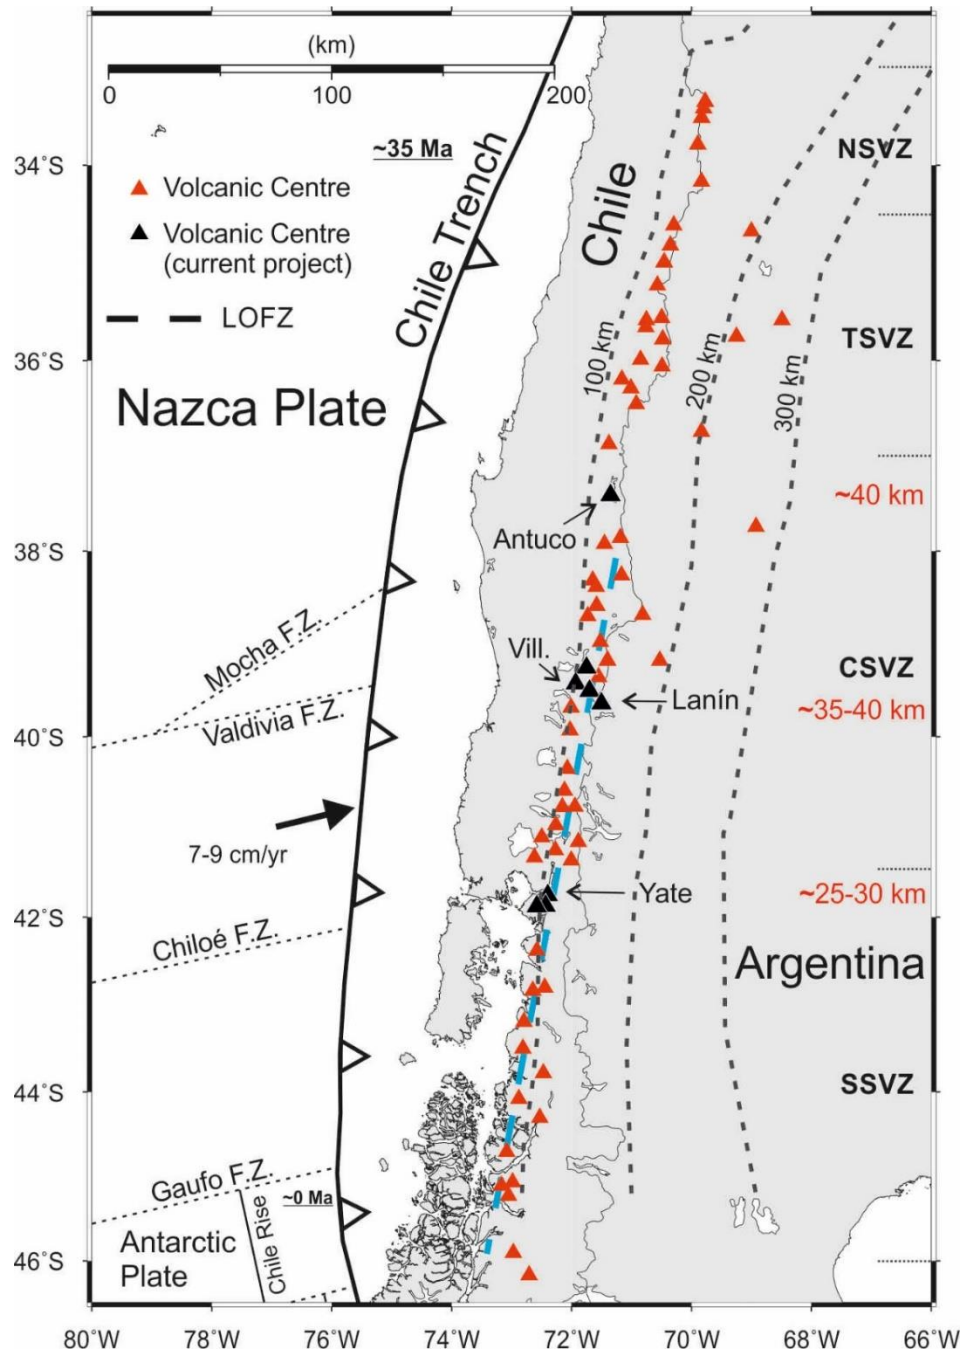 (km)
0
100
200
~35 Ma
Volcanic Centre
Volcanic Centre
(current project)
LOFZ
Chile Trench
Chile
Nazca Plate
NSVZ
TSVZ
100 km
200 km
300 km
~40 km
Antuco
Mocha F.Z.
Vill.
CSVZ
Lanín
~35-40 km
Valdivia F.Z.
7-9 cm/yr
Yate
~25-30 km
Chiloé F.Z.
Argentina
SSVZ
Gaufo F.Z.
~0 Ma
Chile Rise
Antarctic
Plate
34°S
36°S
38°S
40°S
42°S
44°S
46°S
80°W
78°W
76°W
74°W
72°W
70°W
68°W
66°W